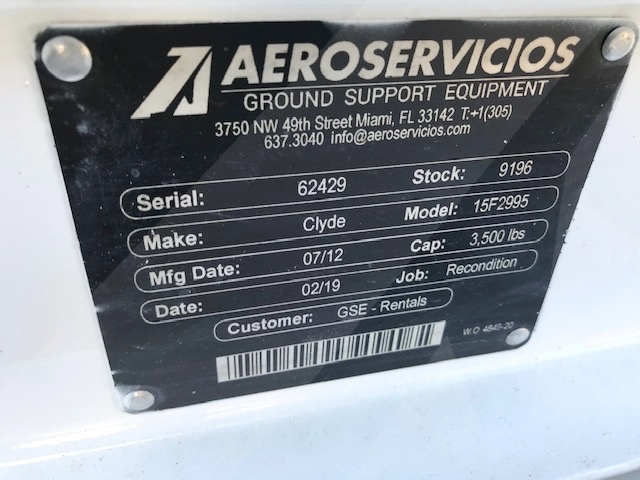 AEROSERVICIOS
GROUND SUPPORT EQUIPMENT
3750 NW 49th Street Miami, FL 33142 T:+1(305)
637.3040 info@aeroservicios.com
Serial: 62429 Stock: 9196
Make: Clyde Model: 15F2995
Mfg Date: 07/12 Cap: 3,500 lbs
Date: 02/19 Job: Recondition
Customer: GSE - Rentals
W.O 4849-20